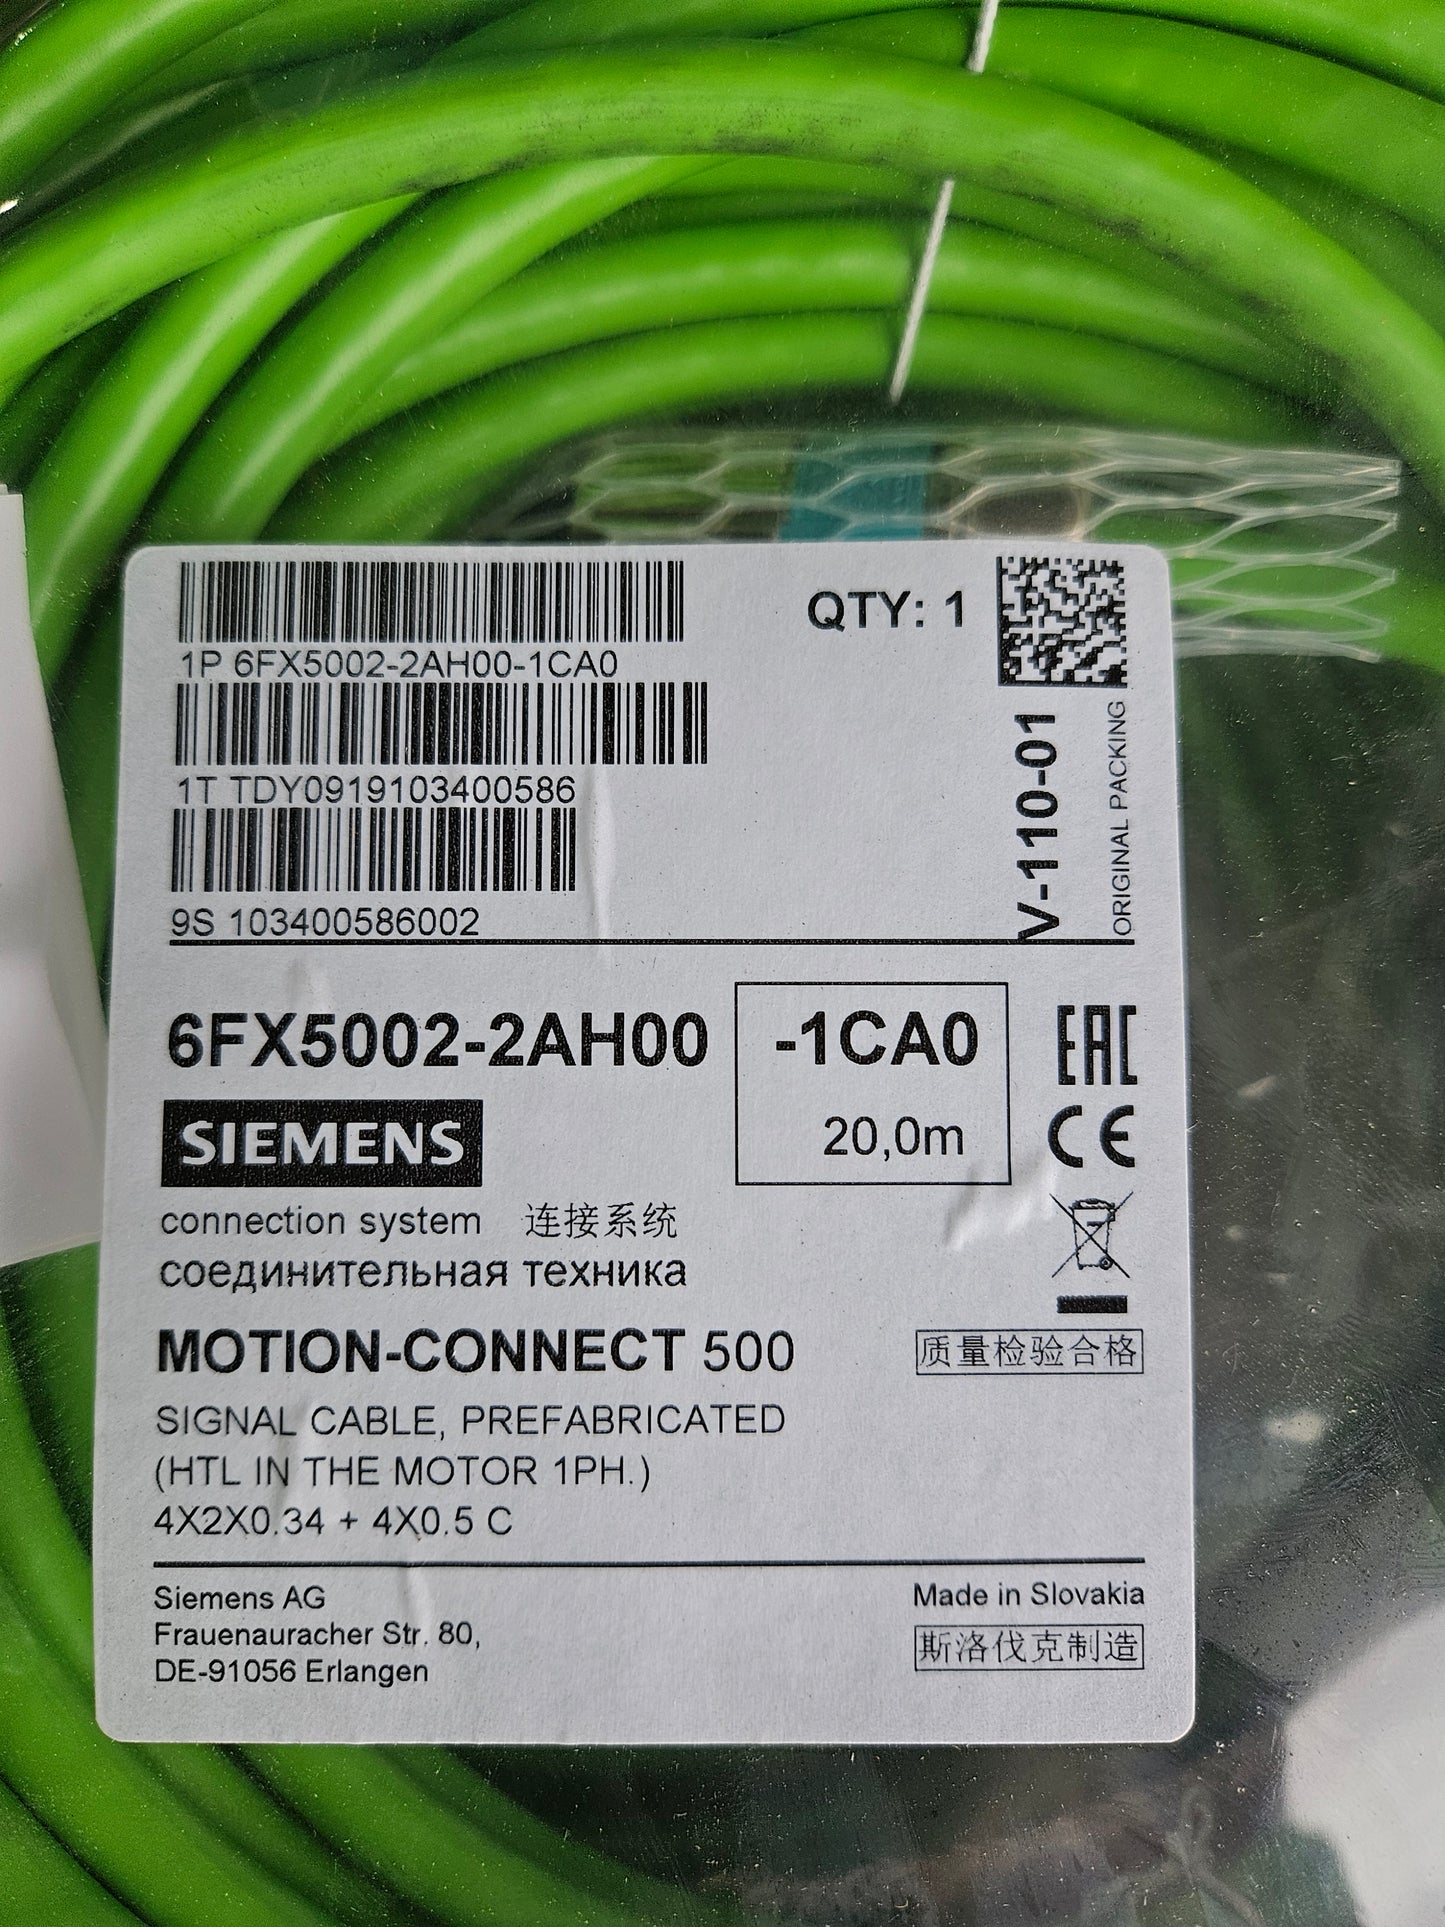 1P 6FX5002-2AH00-1CA0
QTY: 1
1T TDY0919103400586
9S 103400586002
V-110-01
ORIGINAL PACKING
6FX5002-2AH00
-1CA0
20,0m
EAC
CE
SIEMENS
connection system 连接系统
соединительная техника
MOTION-CONNECT 500
质量检验合格
SIGNAL CABLE, PREFABRICATED
(HTL IN THE MOTOR 1PH.)
4X2X0.34 + 4X0.5 C
Siemens AG
Frauenauracher Str. 80,
DE-91056 Erlangen
Made in Slovakia
斯洛伐克制造